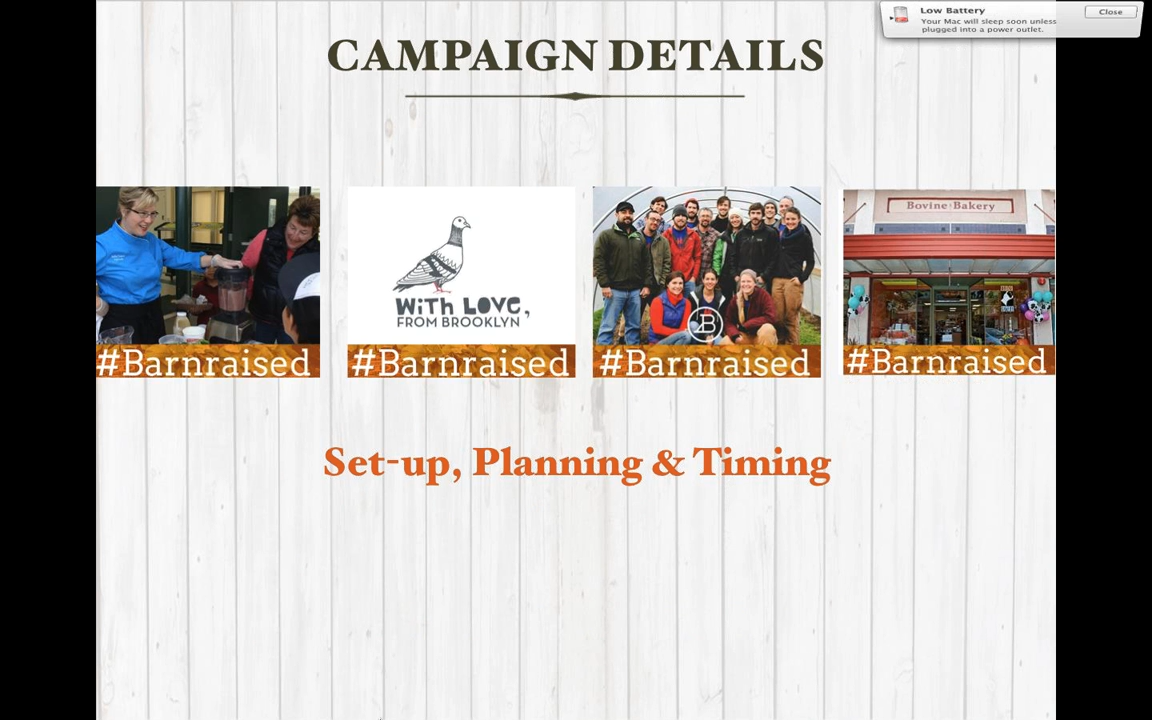 Low Battery
Close
Your Mac will sleep soon unless
plugged into a power outlet.
CAMPAIGN DETAILS
Bovine Bakery
WiTH LOVE,
FROM BROOKLYN
B
#Barnraised
#Barnraised
#Barnraised
#Barnraised
Set-up, Planning & Timing